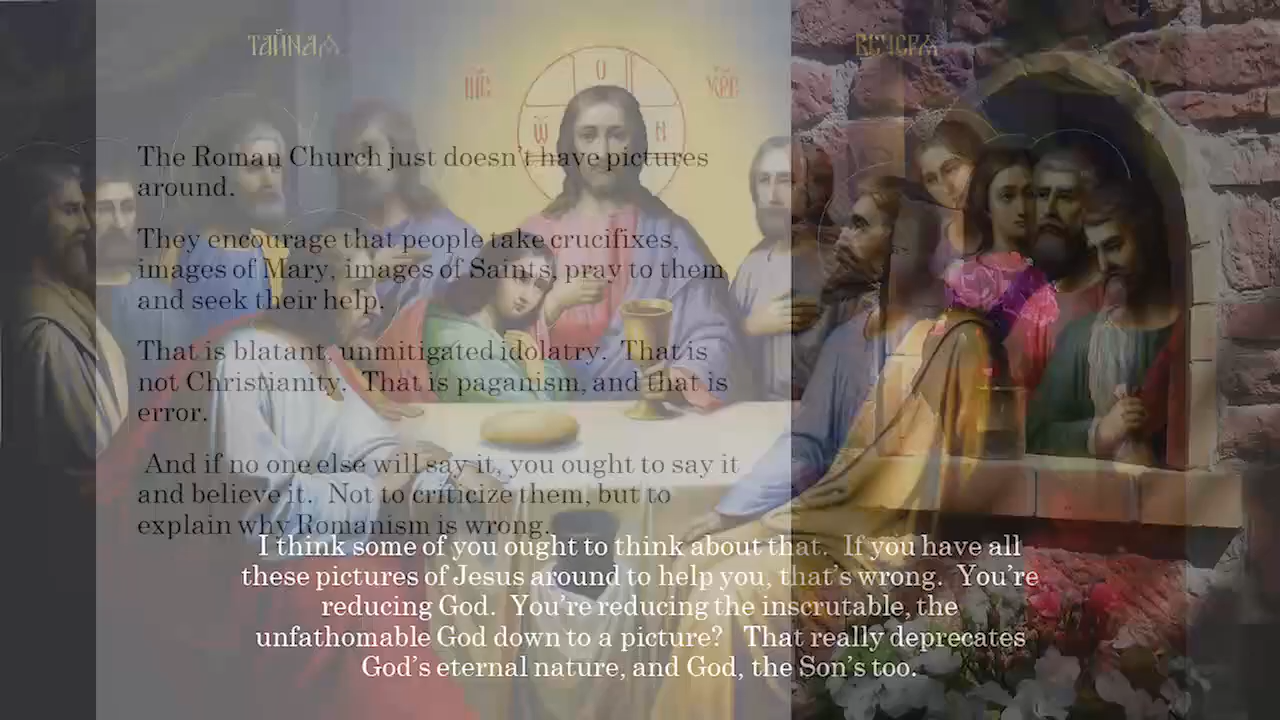 ТАЙНАѦ
ВЕЧЕРѦ
ІИС
ХРС
Ѿ О Н
The Roman Church just doesn't have pictures
around.
They encourage that people take crucifixes,
images of Mary, images of Saints, pray to them
and seek their help.
That is blatant, unmitigated idolatry. That is
not Christianity. That is paganism, and that is
error.
And if no one else will say it, you ought to say it
and believe it. Not to criticize them, but to
explain why Romanism is wrong.
I think some of you ought to think about that. If you have all
these pictures of Jesus around to help you, that's wrong. You're
reducing God. You're reducing the inscrutable, the
unfathomable God down to a picture? That really deprecates
God's eternal nature, and God, the Son's too.